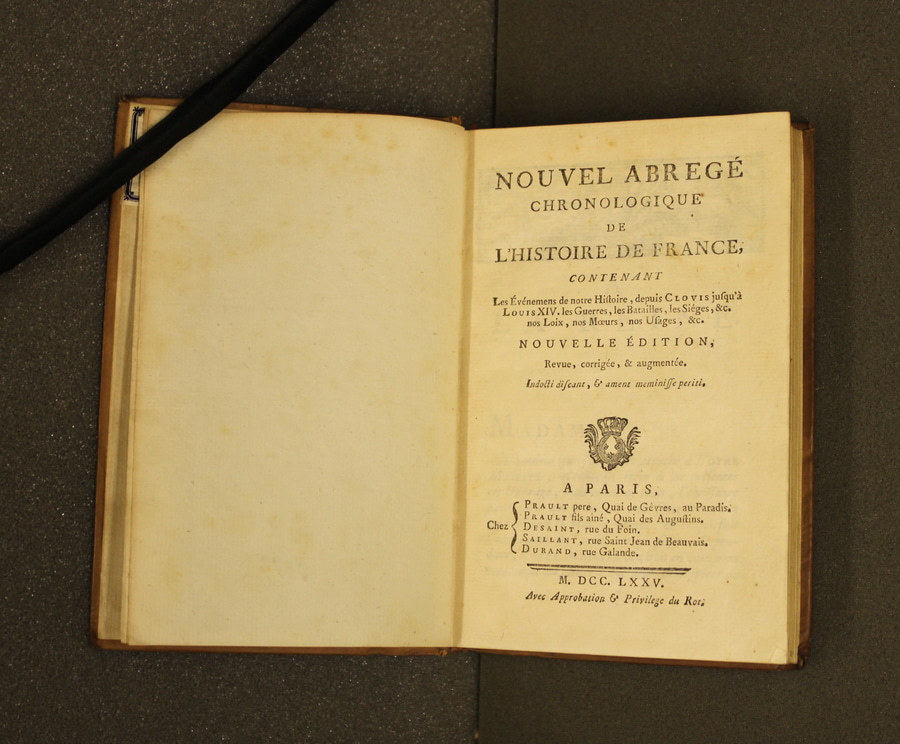 NOUVEL ABREGÉ
CHRONOLOGIQUE
DE
L'HISTOIRE DE FRANCE,
CONTENANT
Les Événemens de notre Histoire, depuis CLOVIS jusqu'à
LOUIS XIV. les Guerres, les Batailles, les Siéges, &c.
nos Loix, nos Mœurs, nos Usages, &c.
NOUVELLE ÉDITION,
Revue, corrigée, & augmentée.
Indocti discant, & ament meminisse periti.
A PARIS,
Chez
PRAULT pere, Quai de Gêvres, au Paradis.
PRAULT fils aîné, Quai des Augustins.
DESAINT, rue du Foin.
SAILLANT, rue Saint Jean de Beauvais.
DURAND, rue Galande.
M. DCC. LXXV.
Avec Approbation & Privilege du Roi.